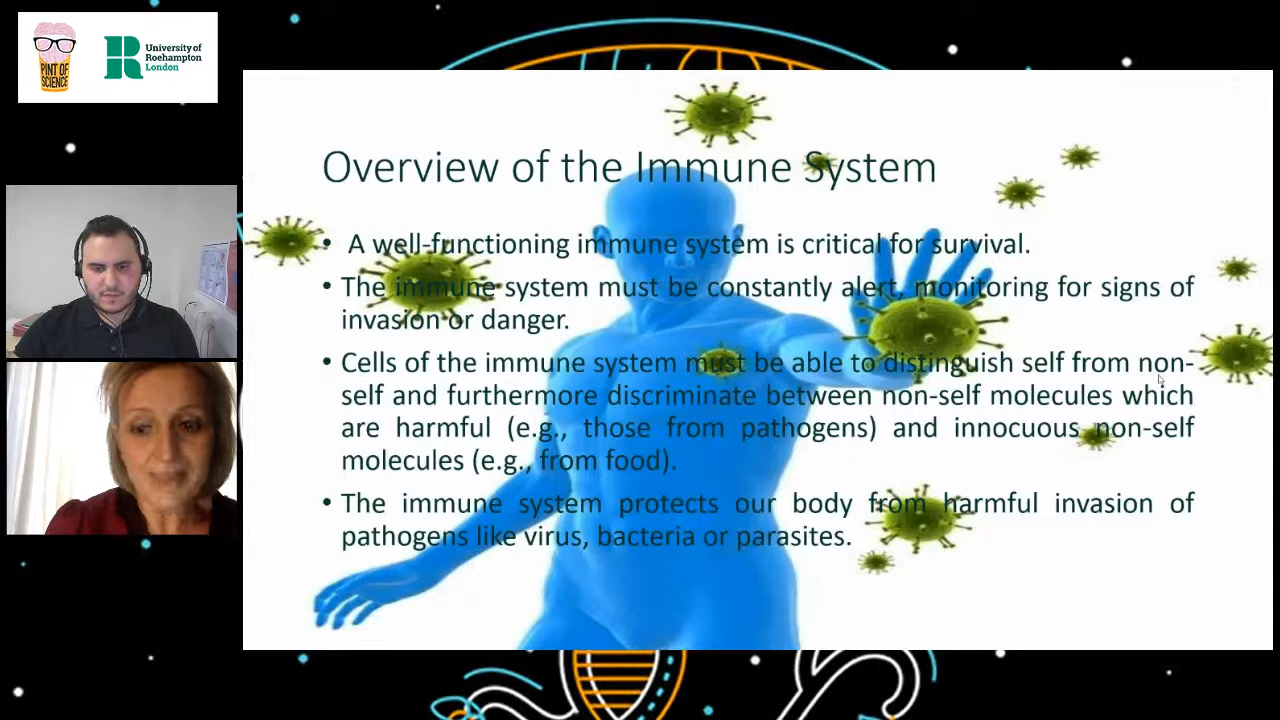 PINT OF
SCIENCE
University of
Roehampton
London
Overview of the Immune System
• A well-functioning immune system is critical for survival.
• The immune system must be constantly alert, monitoring for signs of
invasion or danger.
• Cells of the immune system must be able to distinguish self from non-
self and furthermore discriminate between non-self molecules which
are harmful (e.g., those from pathogens) and innocuous non-self
molecules (e.g., from food).
• The immune system protects our body from harmful invasion of
pathogens like virus, bacteria or parasites.